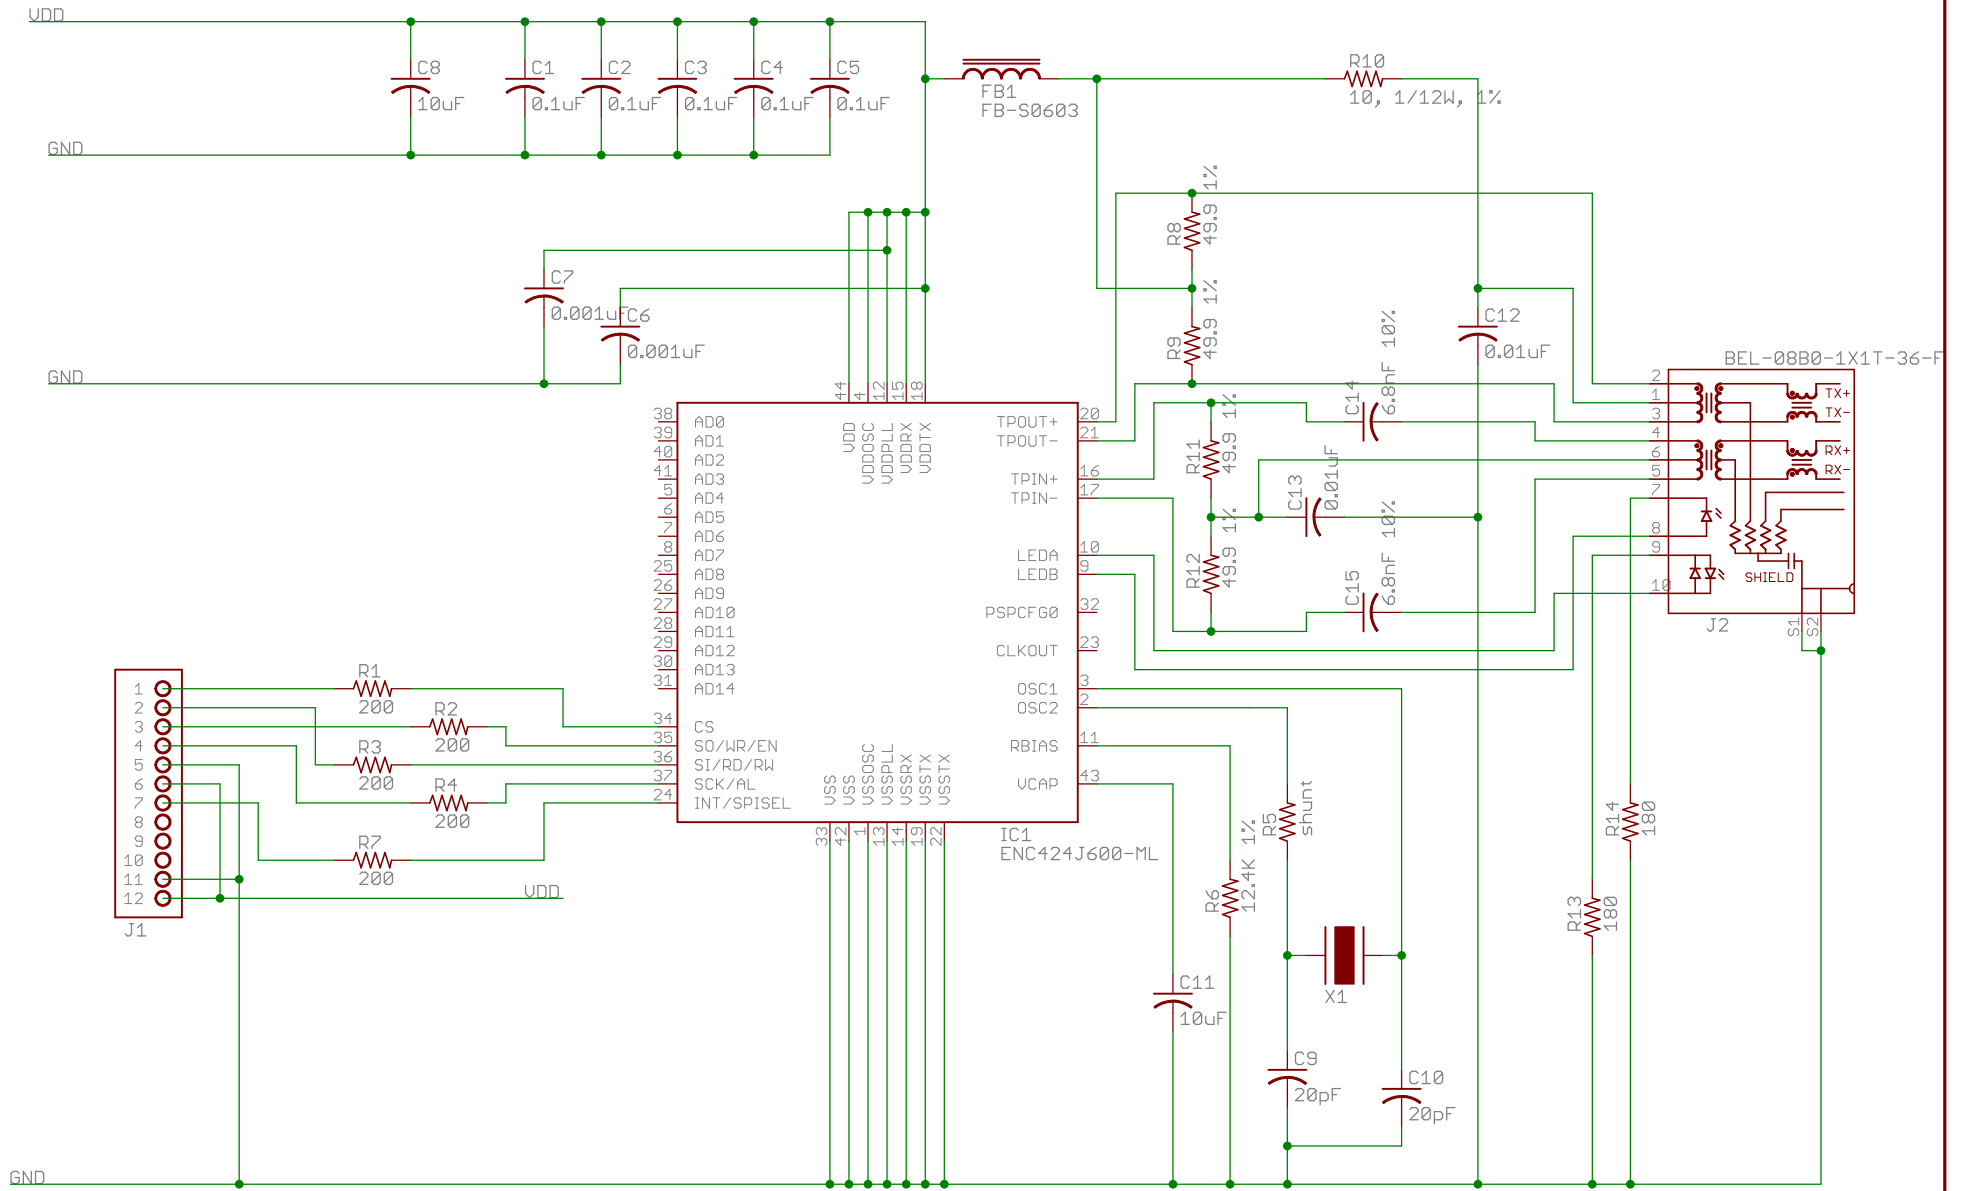 VDD
C8
10uF
C1
0.1uF
C2
0.1uF
C3
0.1uF
C4
0.1uF
C5
0.1uF
GND
FB1
FB-S0603
R10
10, 1/12W, 1%
R8
49.9 1%
R9
49.9 1%
C7
0.001uF
C6
0.001uF
GND
C12
0.01uF
C14
6.8nF 10%
R11
49.9 1%
C13
0.01uF
R12
49.9 1%
C15
6.8nF 10%
BEL-08B0-1X1T-36-F
2
1
3
4
6
5
7
8
9
10
TX+
TX-
RX+
RX-
SHIELD
S1
S2
J2
44
4
12
15
18
VDD
VDDOSC
VDDPLL
VDDRX
VDDTX
38 AD0
39 AD1
40 AD2
41 AD3
5 AD4
6 AD5
7 AD6
8 AD7
25 AD8
26 AD9
27 AD10
28 AD11
29 AD12
30 AD13
31 AD14
34 CS
35 SO/WR/EN
36 SI/RD/RW
37 SCK/AL
24 INT/SPISEL
TPOUT+ 20
TPOUT- 21
TPIN+ 16
TPIN- 17
LEDA 10
LEDB 9
PSPCFG0 32
CLKOUT 23
OSC1 3
OSC2 2
RBIAS 11
VCAP 43
VSS
VSS
VSSOSC
VSSPLL
VSSRX
VSSTX
VSSTX
33
42
1
13
14
19
22
IC1
ENC424J600-ML
1
2
3
4
5
6
7
8
9
10
11
12
J1
R1
200
R2
200
R3
200
R4
200
R7
200
VDD
R5
shunt
R6
12.4K 1%
R14
180
R13
180
X1
C11
10uF
C9
20pF
C10
20pF
GND